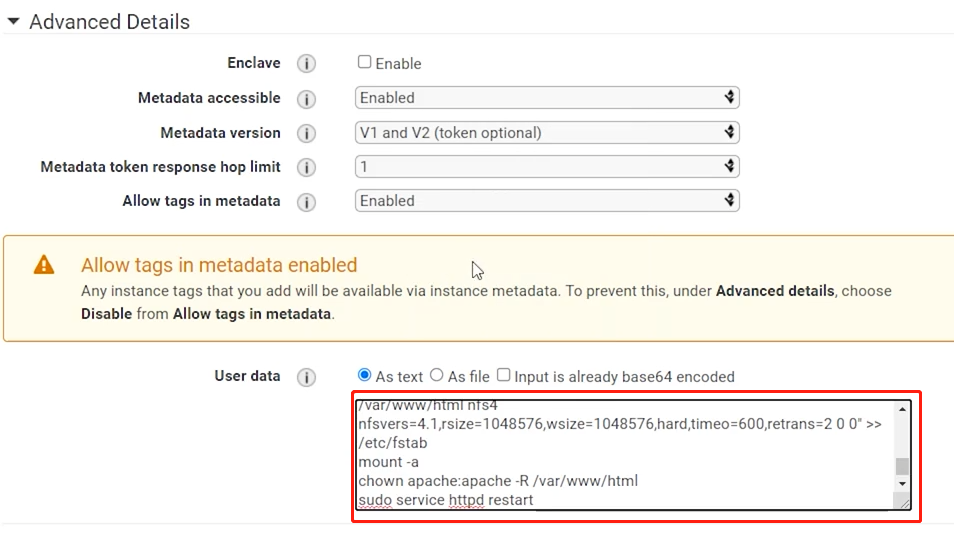 Advanced Details
Enclave i Enable
Metadata accessible i Enabled
Metadata version i V1 and V2 (token optional)
Metadata token response hop limit i 1
Allow tags in metadata i Enabled
Allow tags in metadata enabled
Any instance tags that you add will be available via instance metadata. To prevent this, under Advanced details, choose
Disable from Allow tags in metadata.
User data i As text As file Input is already base64 encoded
/var/www/html nfs4
nfsvers=4.1,rsize=1048576,wsize=1048576,hard,timeo=600,retrans=2 0 0" >>
/etc/fstab
mount -a
chown apache:apache -R /var/www/html
sudo service httpd restart